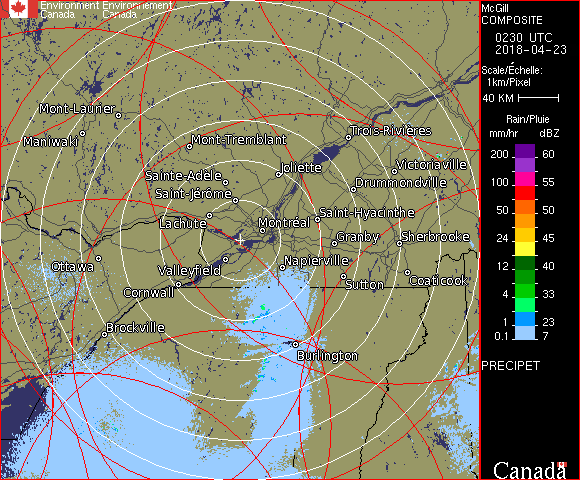 Environment Environnement
Canada Canada
McGill
COMPOSITE
0230 UTC
2018-04-23
Scale/Échelle:
1km/Pixel
40 KM
Rain/Pluie
mm/hr dBZ
200 60
100 55
50 50
24 45
12 40
4 33
1 23
0.1 7
PRECIPET
Canada
Mont-Laurier
Maniwaki
Mont-Tremblant
Trois-Rivières
Sainte-Adèle
Joliette
Victoriaville
Saint-Jérôme
Drummondville
Lachute
Montréal
Saint-Hyacinthe
Granby
Sherbrooke
Ottawa
Valleyfield
Napierville
Cornwall
Sutton
Coaticook
Brockville
Burlington